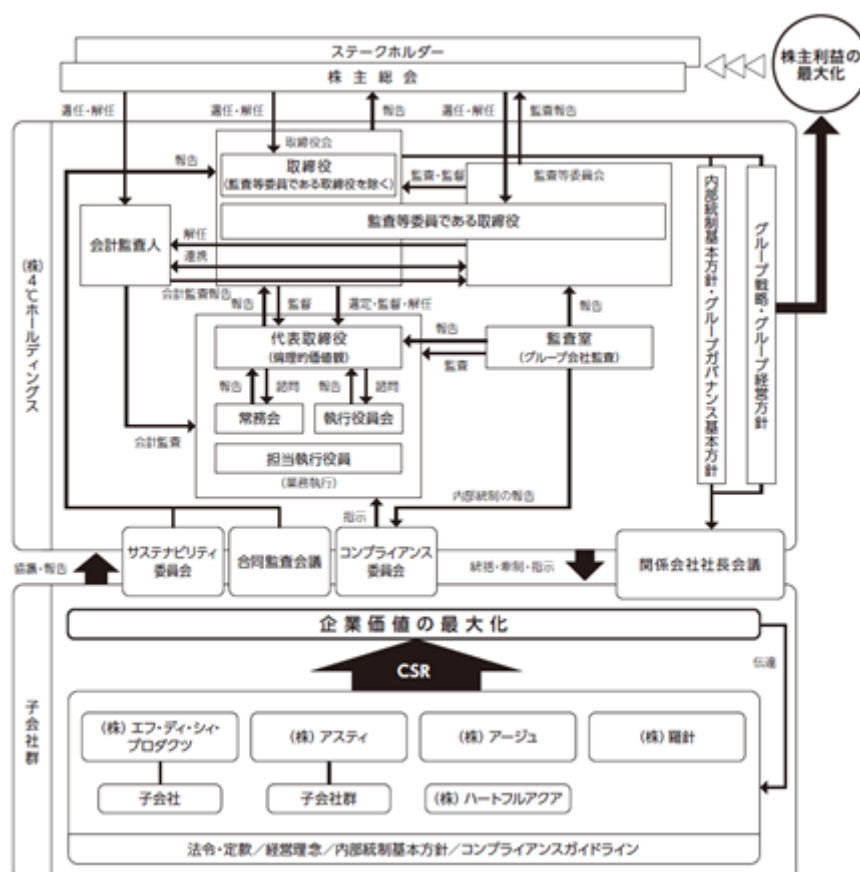 ステークホルダー
株主総会
株主利益の
最大化
選任・解任
選任・解任
報告
選任・解任
監査報告
報告
取締役会
取締役
(監査等委員である取締役を除く)
監査・監督
監査等委員会
監査等委員である取締役
会計監査人
解任
連携
会計監査報告
報告
監督
選定・監督・解任
報告
代表取締役
(倫理的価値観)
報告
監査
監査室
(グループ会社監査)
報告
諮問
報告
諮問
常務会
執行役員会
会計監査
担当執行役員
(業務執行)
指示
内部統制の報告
内部統制基本方針・グループガバナンス基本方針
グループ戦略・グループ経営方針
(株)4℃ホールディングス
協議・報告
サステナビリティ
委員会
合同監査会議
コンプライアンス
委員会
統括・牽制・指示
関係会社社長会議
子会社群
企業価値の最大化
CSR
伝達
(株)エフ・ディ・シィ・
プロダクツ
(株)アスティ
(株)アージュ
(株)羅針
子会社
子会社群
(株)ハートフルアクア
法令・定款/経営理念/内部統制基本方針/コンプライアンスガイドライン